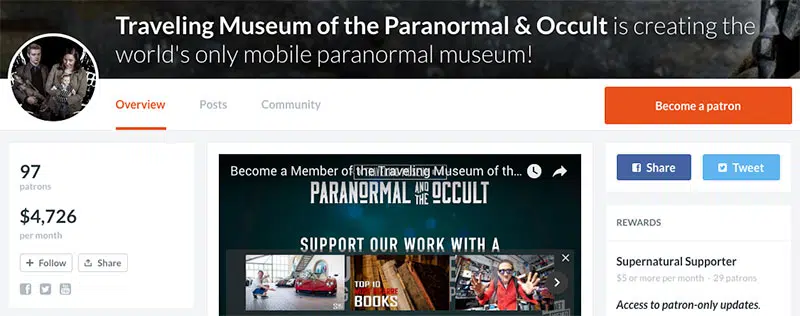 Traveling Museum of the Paranormal & Occult is creating the
world's only mobile paranormal museum!
Overview
Posts
Community
Become a patron
97
patrons
$4,726
per month
+ Follow
Share
Become a Member of the Traveling Museum of th...
PARANORMAL AND THE OCCULT
SUPPORT OUR WORK WITH A
TOP 10
BOOKS
Share
Tweet
REWARDS
Supernatural Supporter
$5 or more per month · 29 patrons
Access to patron-only updates.